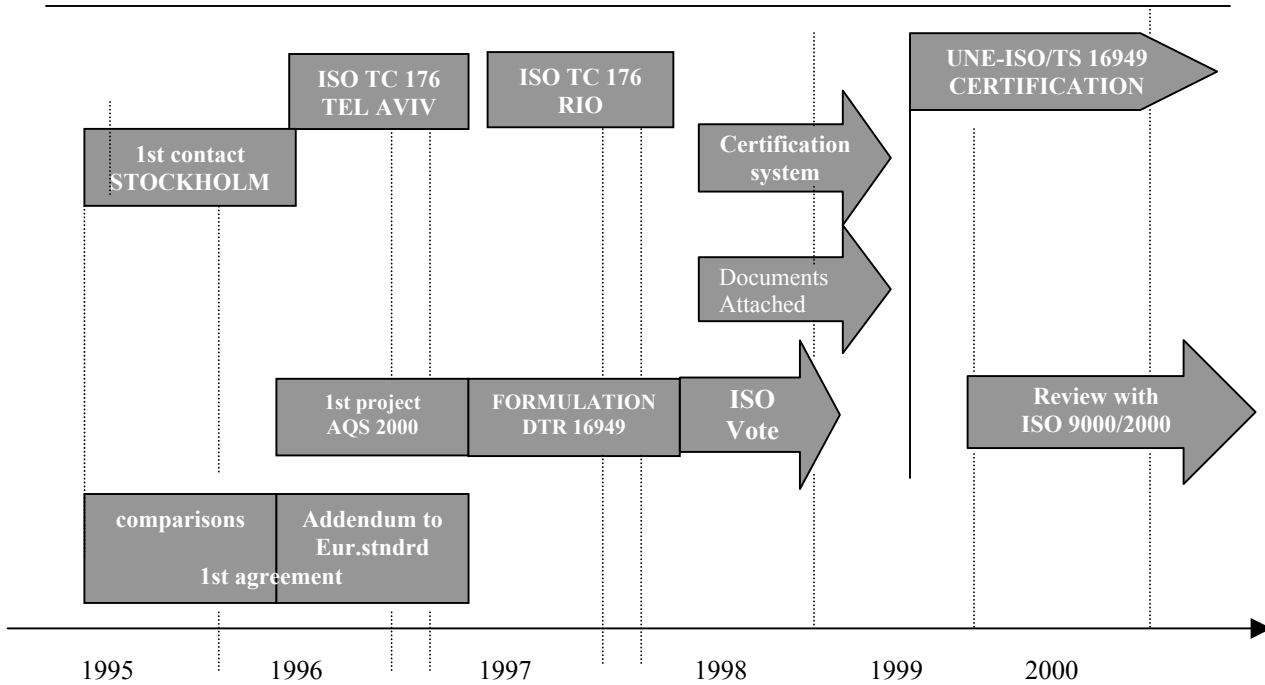 ISO TC 176
TEL AVIV
ISO TC 176
RIO
UNE-ISO/TS 16949
CERTIFICATION
1st contact
STOCKHOLM
Certification
system
Documents
Attached
1st project
AQS 2000
FORMULATION
DTR 16949
ISO
Vote
Review with
ISO 9000/2000
comparisons
Addendum to
Eur.stndrd
1st agreement
1995 1996 1997 1998 1999 2000